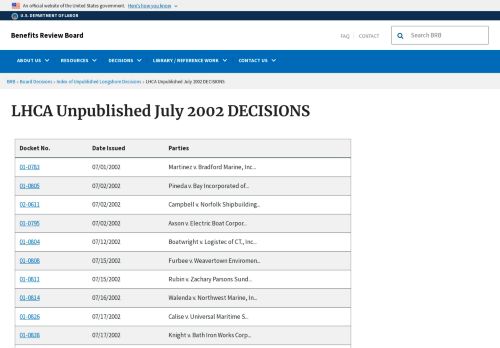 An official website of the United States government. Here's how you know
U.S. DEPARTMENT OF LABOR
Benefits Review Board
FAQ CONTACT
Search BRB
ABOUT US RESOURCES DECISIONS LIBRARY / REFERENCE WORK CONTACT US
BRB › Board Decisions › Index of Unpublished Longshore Decisions › LHCA Unpublished July 2002 DECISIONS
LHCA Unpublished July 2002 DECISIONS
Docket No. Date Issued Parties
01-0783 07/01/2002 Martinez v. Bradford Marine, Inc...
01-0805 07/02/2002 Pineda v. Bay Incorporated of...
02-0611 07/02/2002 Campbell v. Norfolk Shipbuilding..
01-0795 07/02/2002 Axson v. Electric Boat Corpor...
01-0804 07/12/2002 Boatwright v. Logistec of CT., Inc...
01-0808 07/15/2002 Furbee v. Weavertown Enviromen...
01-0811 07/15/2002 Rubin v. Zachary Parsons Sund...
01-0814 07/16/2002 Walenda v. Northwest Marine, In...
01-0826 07/17/2002 Calise v. Universal Maritime S...
01-0828 07/17/2002 Knight v. Bath Iron Works Corp...